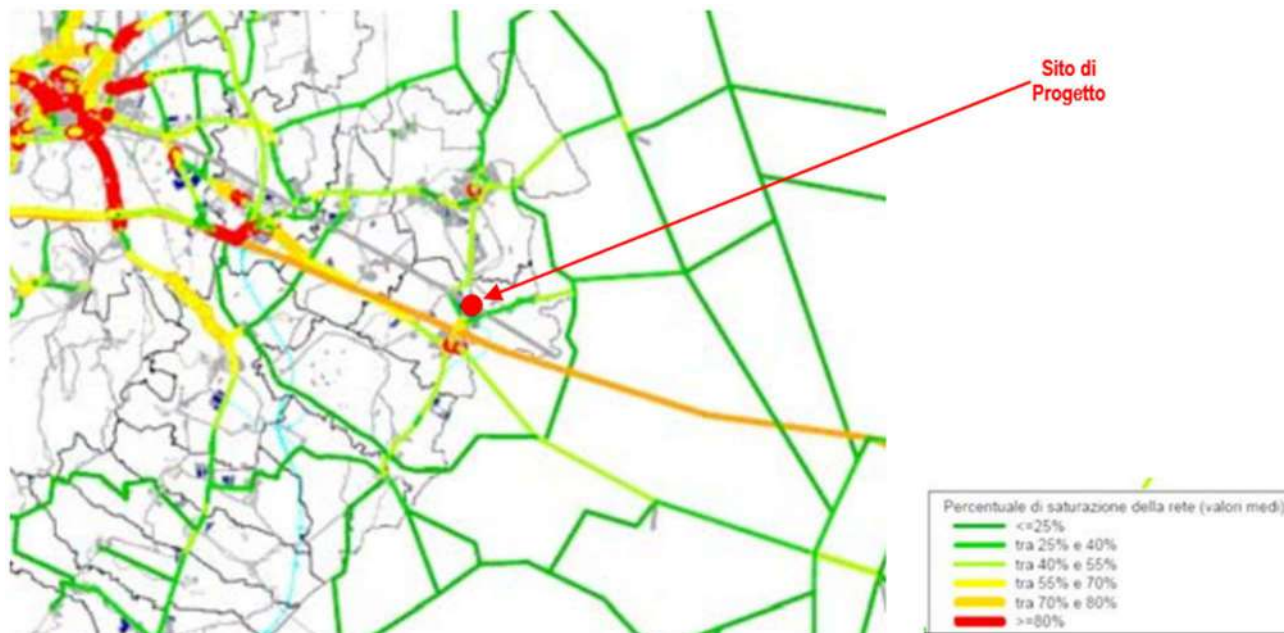 Sito di
Progetto
Percentuale di saturazione della rete (valori medi)
<=25%
tra 25% e 40%
tra 40% e 55%
tra 55% e 70%
tra 70% e 80%
>=80%